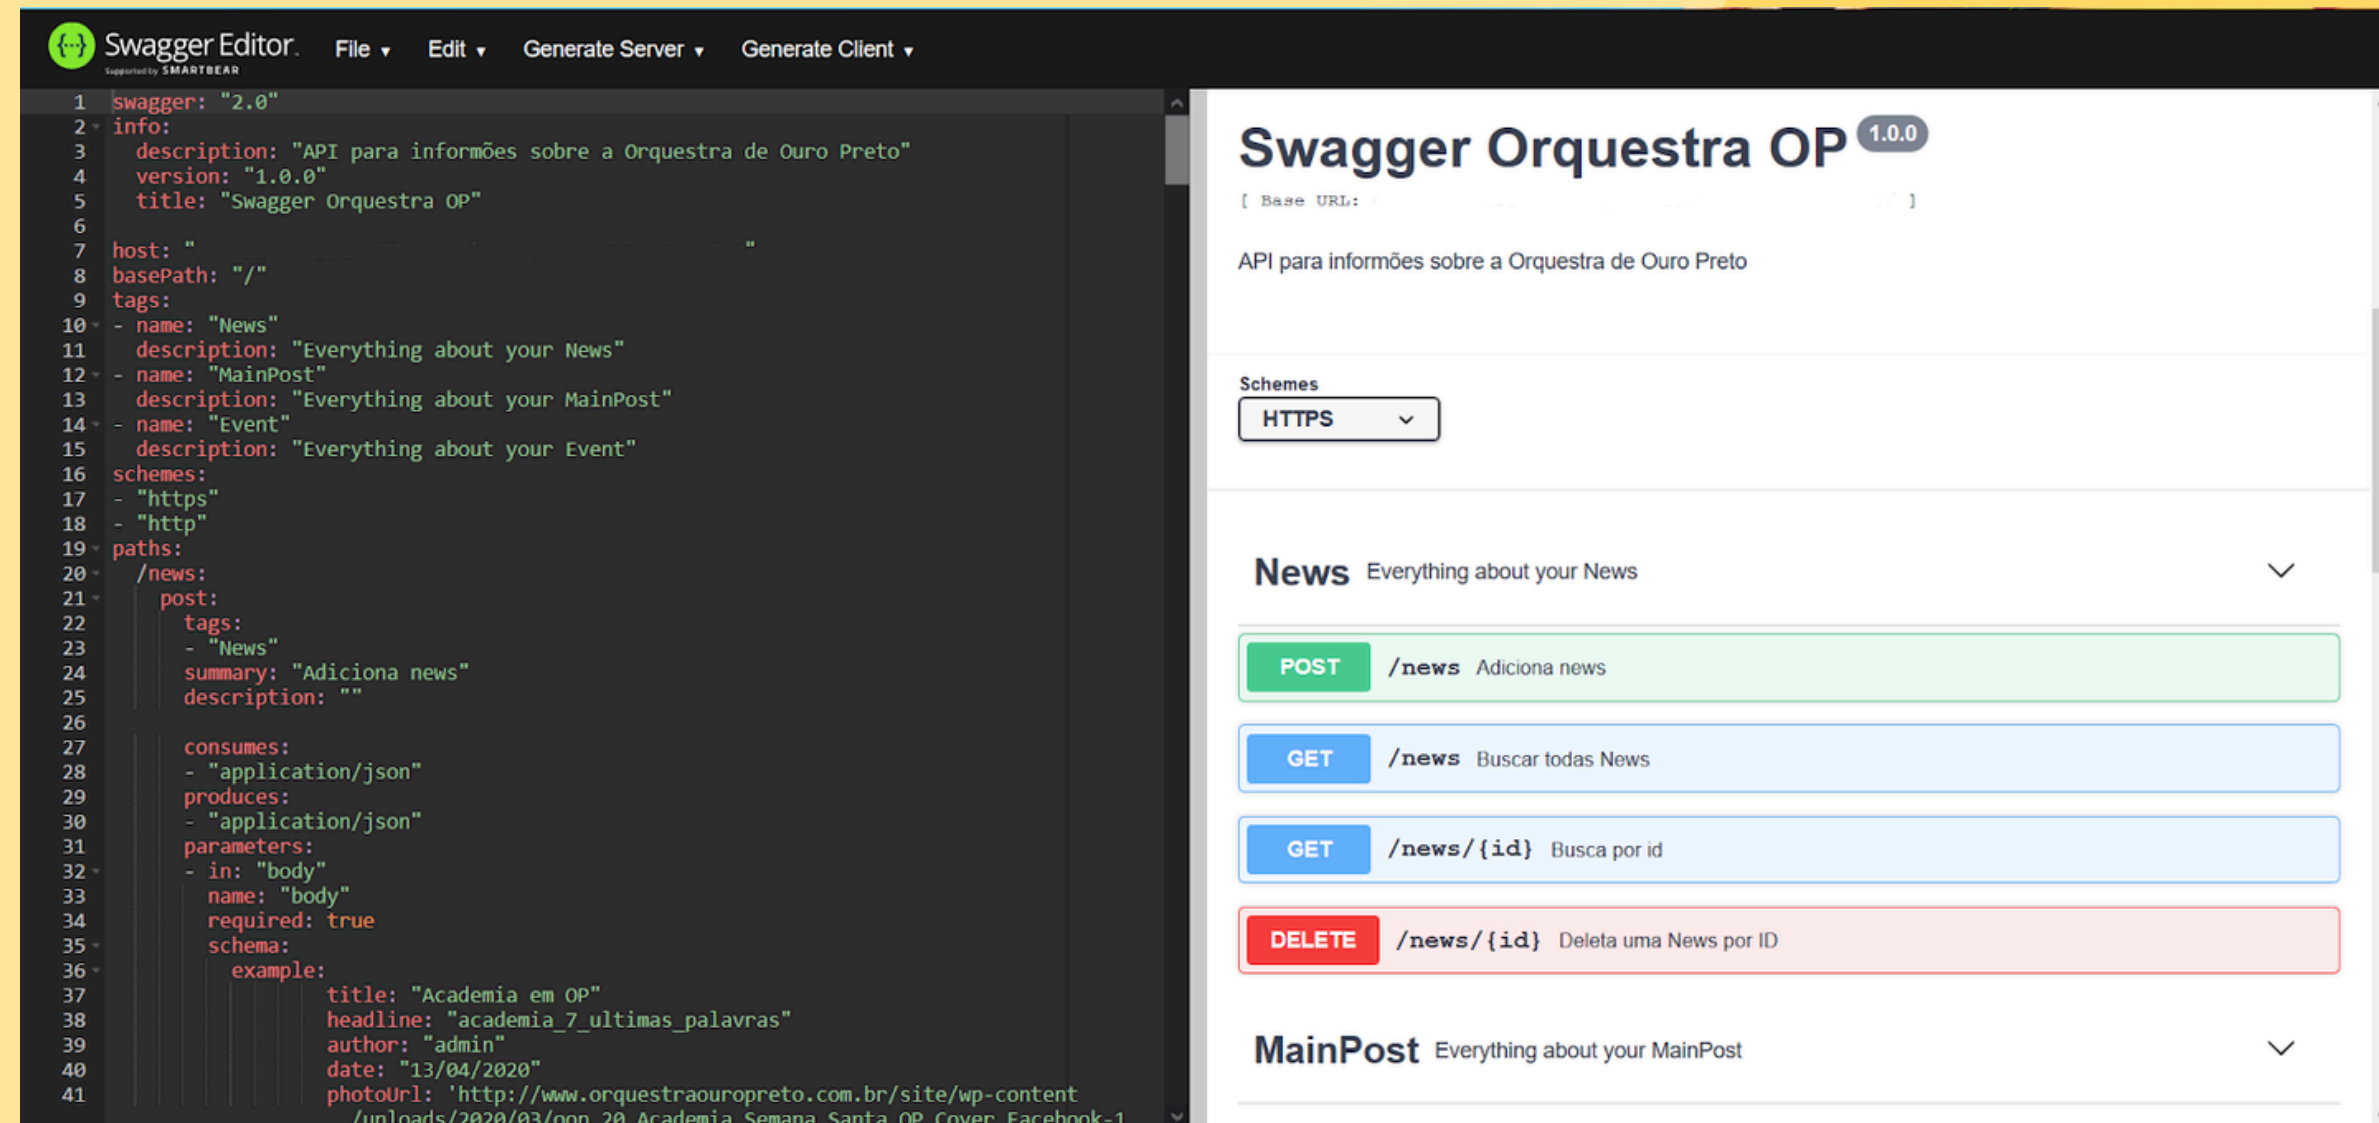 Swagger Editor.
Supported by SMARTBEAR
File
Edit
Generate Server
Generate Client
1 swagger: "2.0"
2 info:
3 description: "API para informões sobre a Orquestra de Ouro Preto"
4 version: "1.0.0"
5 title: "Swagger Orquestra OP"
6
7 host: " "
8 basePath: "/"
9 tags:
10 - name: "News"
11 description: "Everything about your News"
12 - name: "MainPost"
13 description: "Everything about your MainPost"
14 - name: "Event"
15 description: "Everything about your Event"
16 schemes:
17 - "https"
18 - "http"
19 paths:
20 /news:
21 post:
22 tags:
23 - "News"
24 summary: "Adiciona news"
25 description: ""
26
27 consumes:
28 - "application/json"
29 produces:
30 - "application/json"
31 parameters:
32 - in: "body"
33 name: "body"
34 required: true
35 schema:
36 example:
37 title: "Academia em OP"
38 headline: "academia_7_ultimas_palavras"
39 author: "admin"
40 date: "13/04/2020"
41 photoUrl: 'http://www.orquestraouropreto.com.br/site/wp-content
/uploads/2020/03/oop_20_Academia_Semana_Santa_OP_Cover_Facebook-1
Swagger Orquestra OP 1.0.0
[ Base URL: ]
API para informões sobre a Orquestra de Ouro Preto
Schemes
HTTPS
News Everything about your News
POST /news Adiciona news
GET /news Buscar todas News
GET /news/{id} Busca por id
DELETE /news/{id} Deleta uma News por ID
MainPost Everything about your MainPost